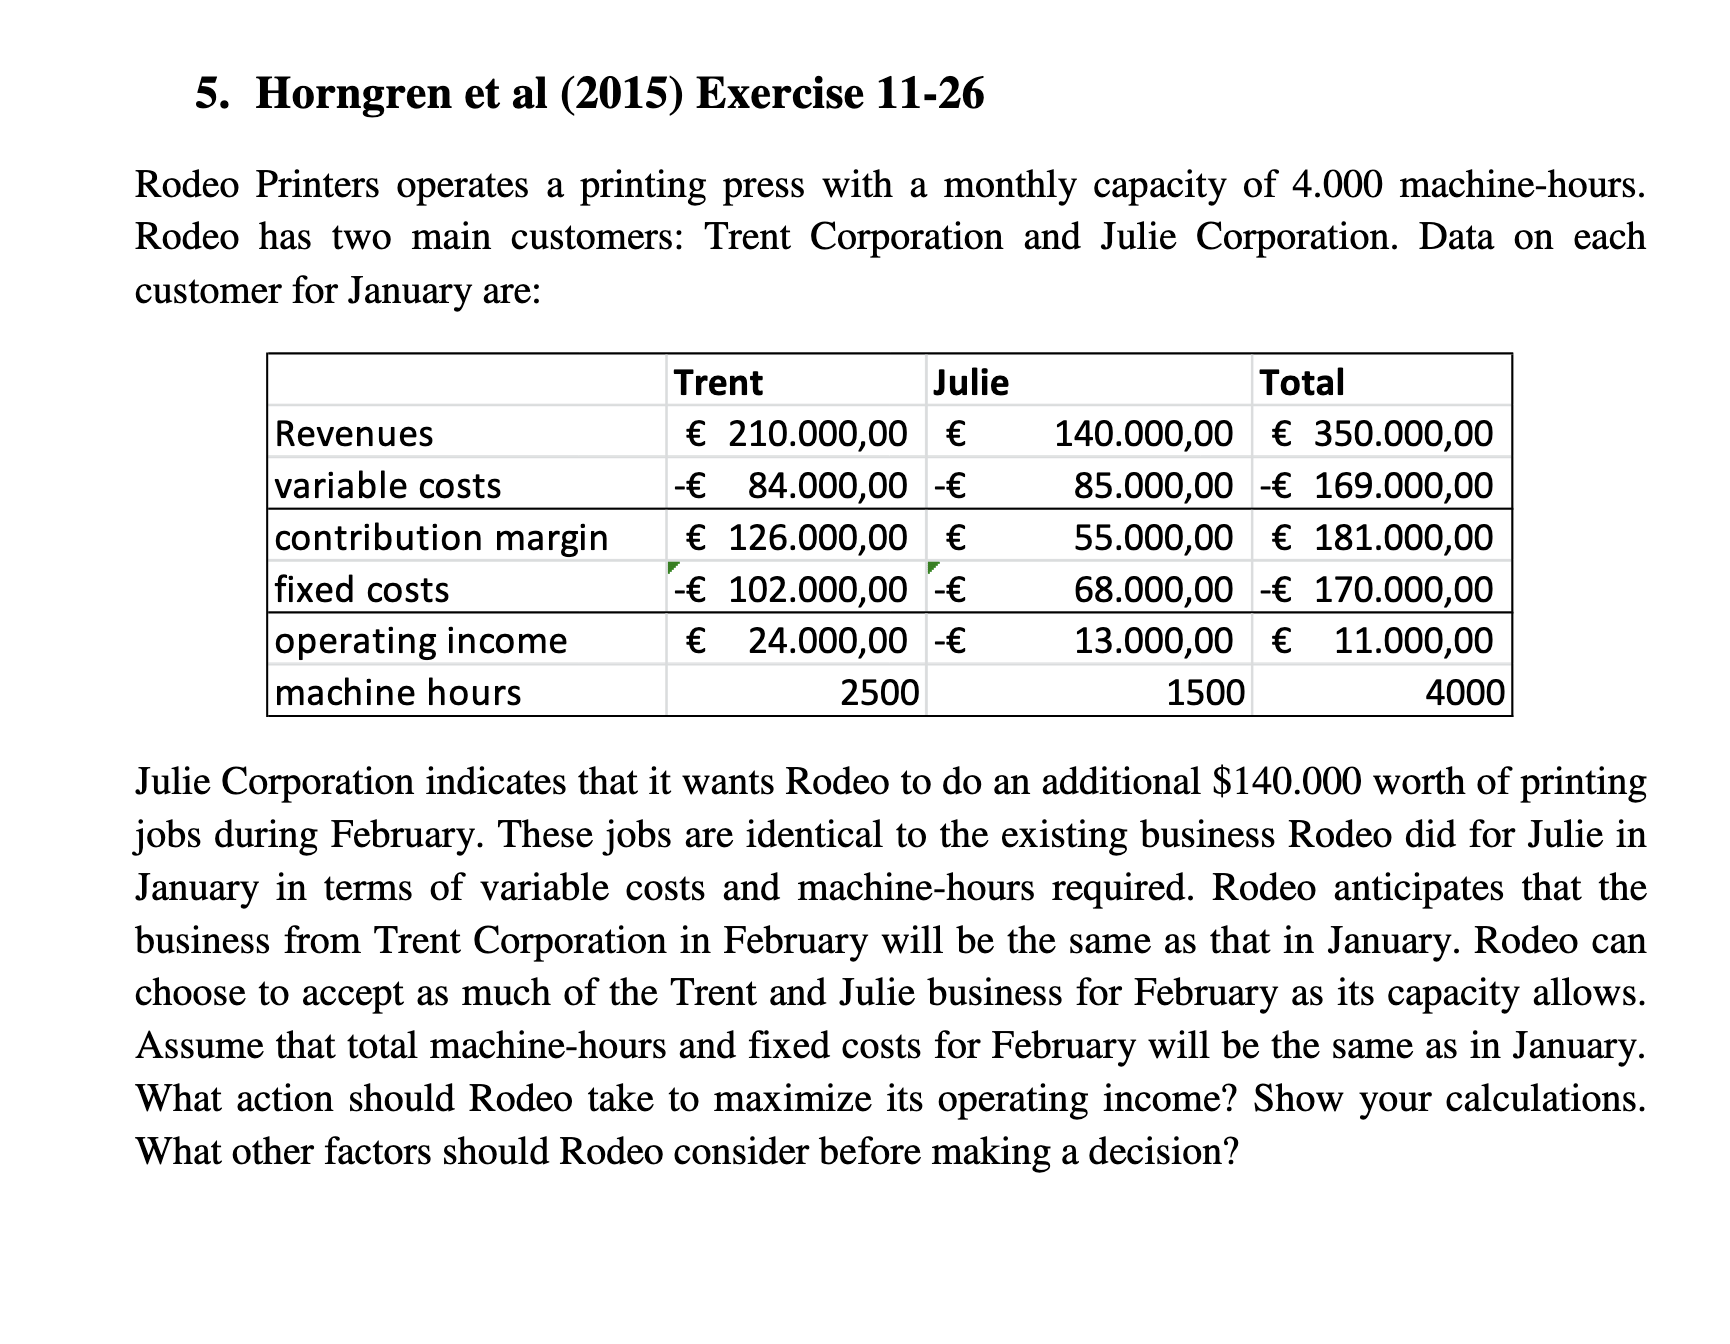 5. Horngren et al (2015) Exercise 11-26
Rodeo Printers operates a printing press with a monthly capacity of 4.000 machine-hours.
Rodeo has two main customers: Trent Corporation and Julie Corporation. Data on each
customer for January are:
Trent Julie Total
Revenues € 210.000,00 € 140.000,00 € 350.000,00
variable costs -€ 84.000,00 -€ 85.000,00 -€ 169.000,00
contribution margin € 126.000,00 € 55.000,00 € 181.000,00
fixed costs -€ 102.000,00 -€ 68.000,00 -€ 170.000,00
operating income € 24.000,00 -€ 13.000,00 € 11.000,00
machine hours 2500 1500 4000
Julie Corporation indicates that it wants Rodeo to do an additional $140.000 worth of printing
jobs during February. These jobs are identical to the existing business Rodeo did for Julie in
January in terms of variable costs and machine-hours required. Rodeo anticipates that the
business from Trent Corporation in February will be the same as that in January. Rodeo can
choose to accept as much of the Trent and Julie business for February as its capacity allows.
Assume that total machine-hours and fixed costs for February will be the same as in January.
What action should Rodeo take to maximize its operating income? Show your calculations.
What other factors should Rodeo consider before making a decision?